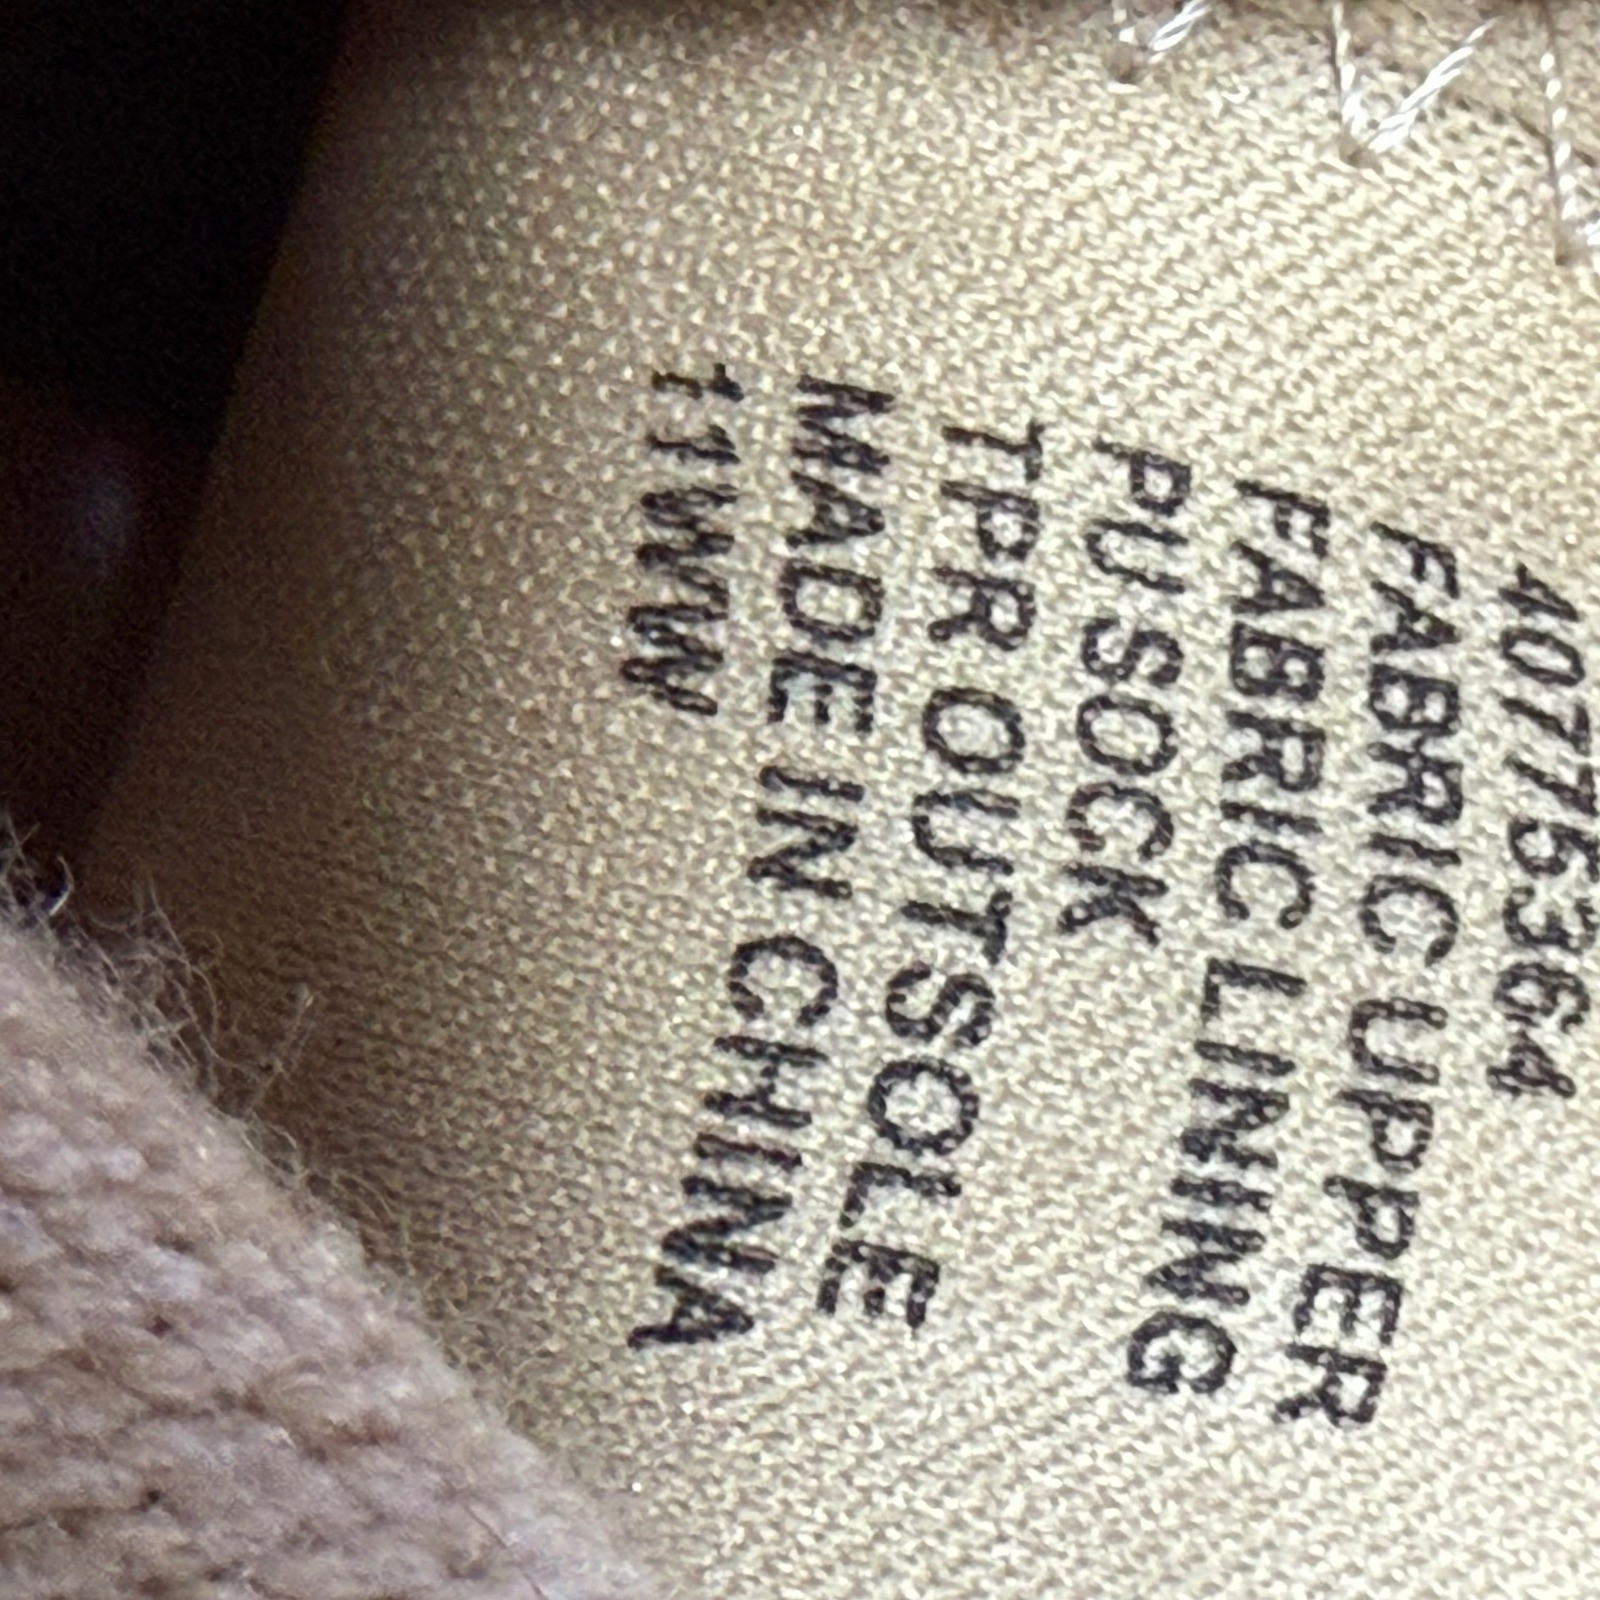 40775364
FABRIC UPPER
FABRIC LINING
PU SOCK
TPR OUTSOLE
MADE IN CHINA
11WW